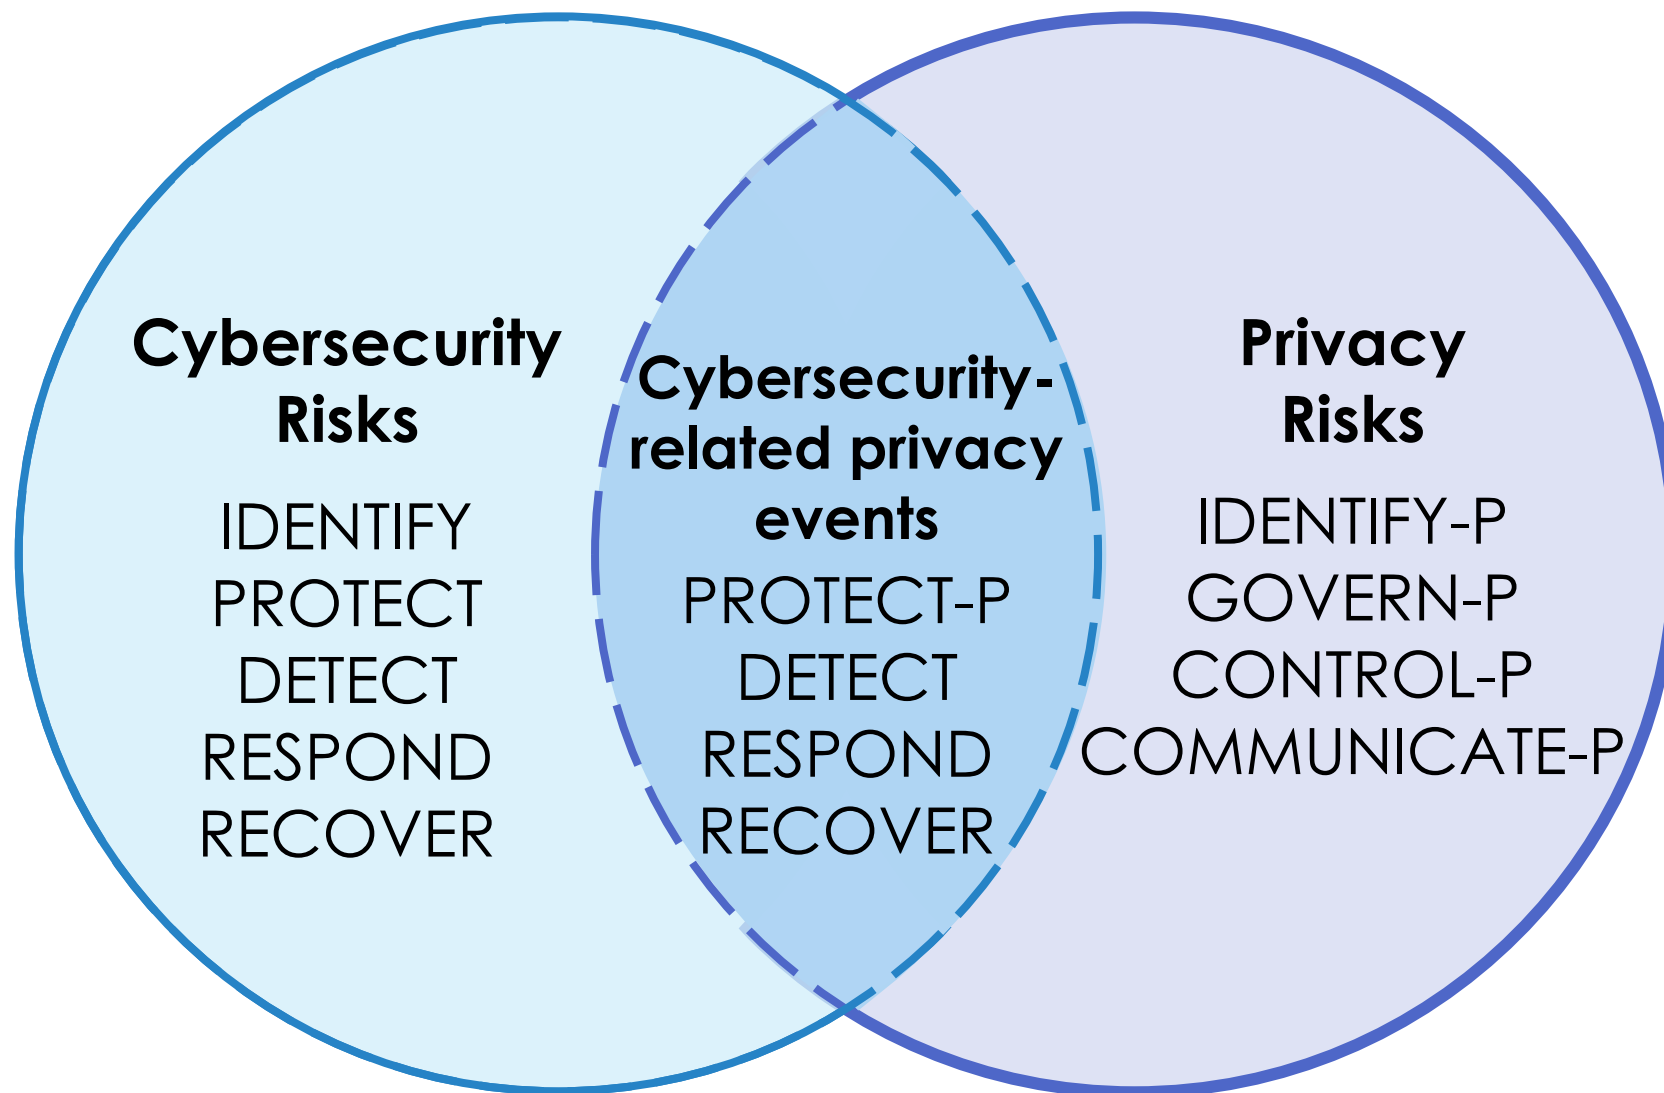 Cybersecurity
Risks
IDENTIFY
PROTECT
DETECT
RESPOND
RECOVER
Cybersecurity-
related privacy
events
PROTECT-P
DETECT
RESPOND
RECOVER
Privacy
Risks
IDENTIFY-P
GOVERN-P
CONTROL-P
COMMUNICATE-P